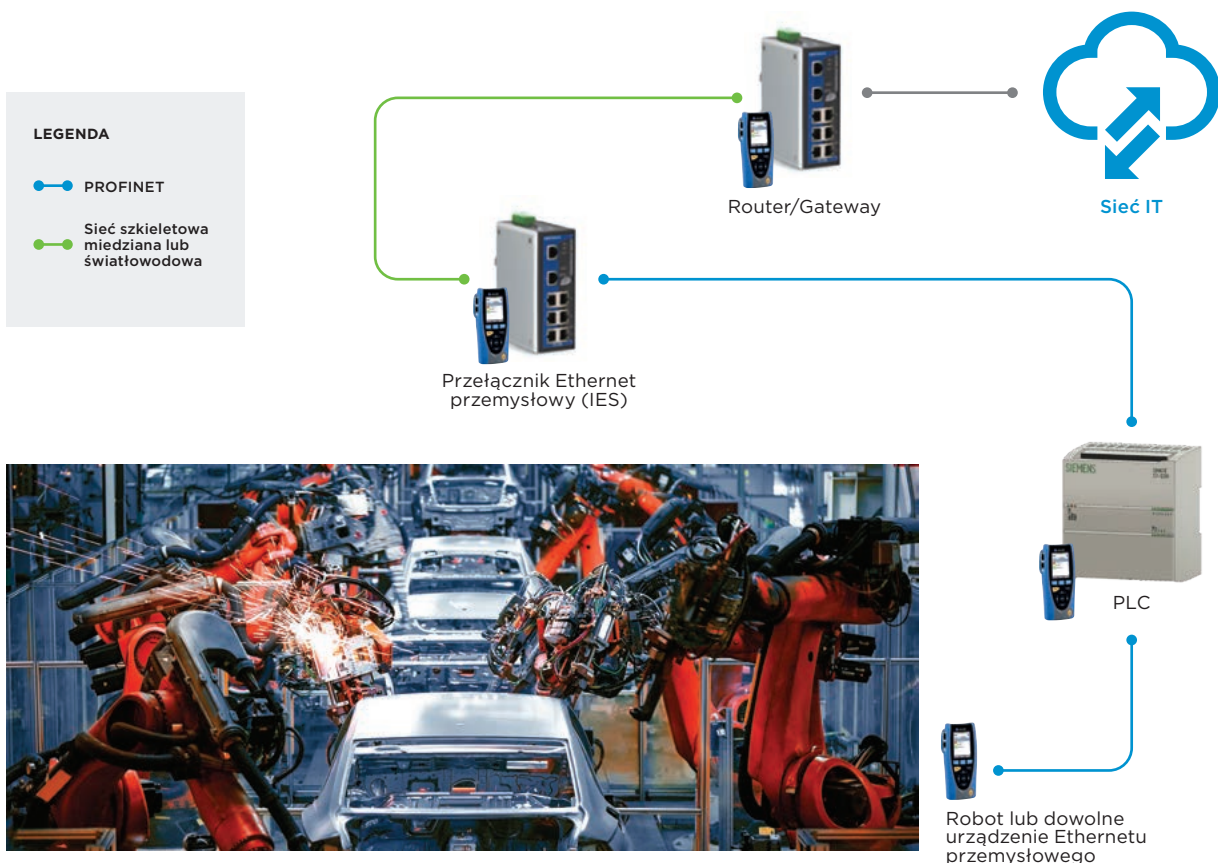 LEGENDA
PROFINET
Sieć szkieletowa
miedziana lub
światłowodowa
Router/Gateway
Sieć IT
Przełącznik Ethernet
przemysłowy (IES)
SIEMENS
PLC
Robot lub dowolne
urządzenie Ethernetu
przemysłowego